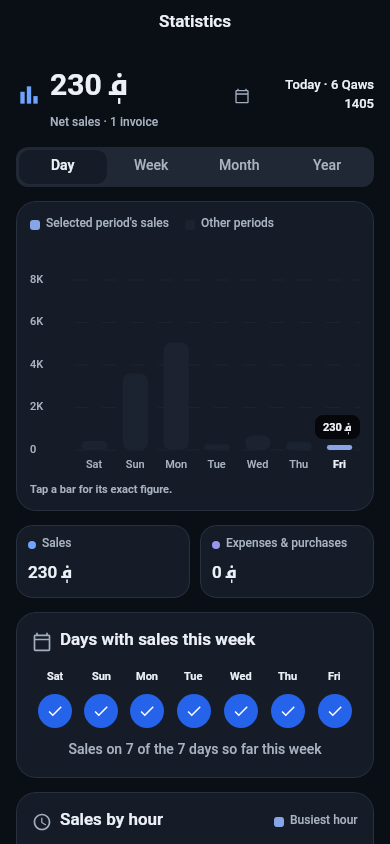 Statistics
230 ؋
Net sales · 1 invoice
Today · 6 Qaws
1405
Day Week Month Year
Selected period's sales Other periods
8K
6K
4K
2K
0
230 ؋
Sat Sun Mon Tue Wed Thu Fri
Tap a bar for its exact figure.
Sales
230 ؋
Expenses & purchases
0 ؋
Days with sales this week
Sat Sun Mon Tue Wed Thu Fri
Sales on 7 of the 7 days so far this week
Sales by hour
Busiest hour